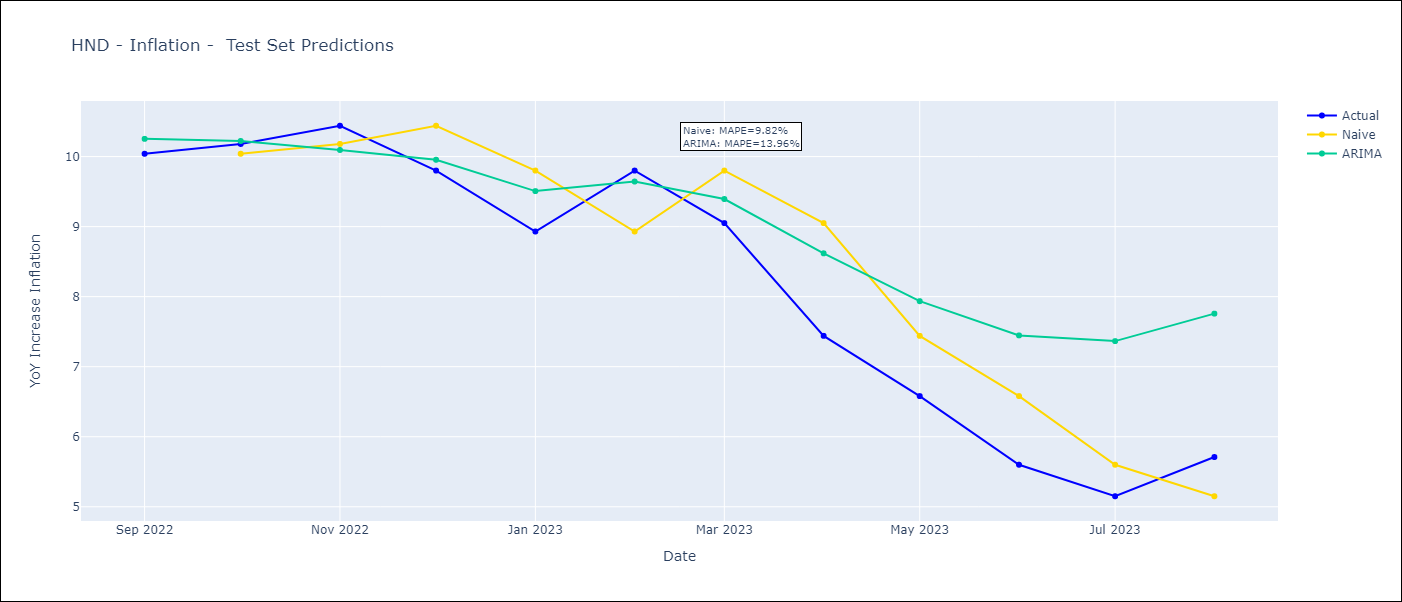 HND - Inflation -  Test Set Predictions
Actual
Naive
ARIMA
Naive: MAPE=9.82%
ARIMA: MAPE=13.96%
YoY Increase Inflation
10
9
8
7
6
5
Sep 2022
Nov 2022
Jan 2023
Mar 2023
May 2023
Jul 2023
Date